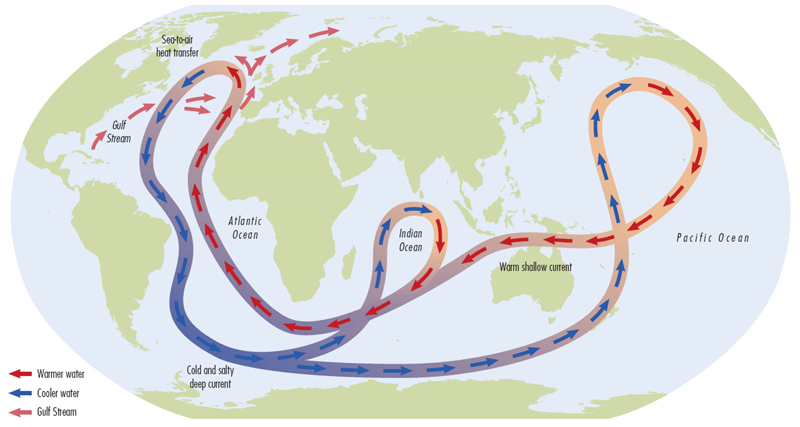 Sea-to-air
heat transfer
Gulf
Stream
Atlantic
Ocean
Indian
Ocean
Pacific Ocean
Warm shallow current
Cold and salty
deep current
Warmer water
Cooler water
Gulf Stream